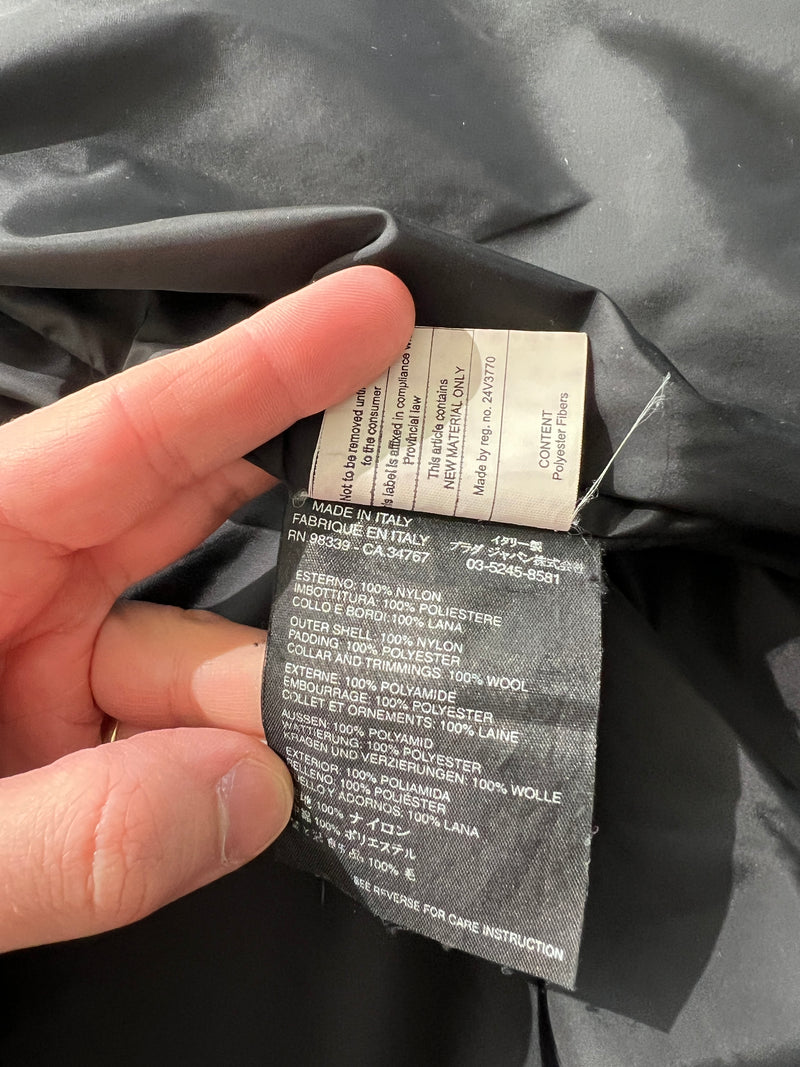 Not to be removed until
to the consumer
label is affixed in compliance
Provincial law
This article contains
NEW MATERIAL ONLY
Made by reg. no. 24V3770
CONTENT
Polyester Fibers
MADE IN ITALY
FABRIQUÉ EN ITALY
RN 98339 - CA 34767
イタリー製
プラダ ジャパン 株式会社
03-5245-8581
ESTERNO: 100% NYLON
IMBOTTITURA: 100% POLIESTERE
COLLO E BORDI: 100% LANA
OUTER SHELL: 100% NYLON
PADDING: 100% POLYESTER
COLLAR AND TRIMMINGS: 100% WOOL
EXTERNE: 100% POLYAMIDE
EMBOURRAGE: 100% POLYESTER
COLLET ET ORNEMENTS: 100% LAINE
AUSSEN: 100% POLYAMID
WATTIERUNG: 100% POLYESTER
KRAGEN UND VERZIERUNGEN: 100% WOLLE
EXTERIOR: 100% POLIAMIDA
RELLENO: 100% POLIÉSTER
Y ADORNOS: 100% LANA
地 100% ナイロン
100% ポリエステル
100% 毛
SEE REVERSE FOR CARE INSTRUCTION